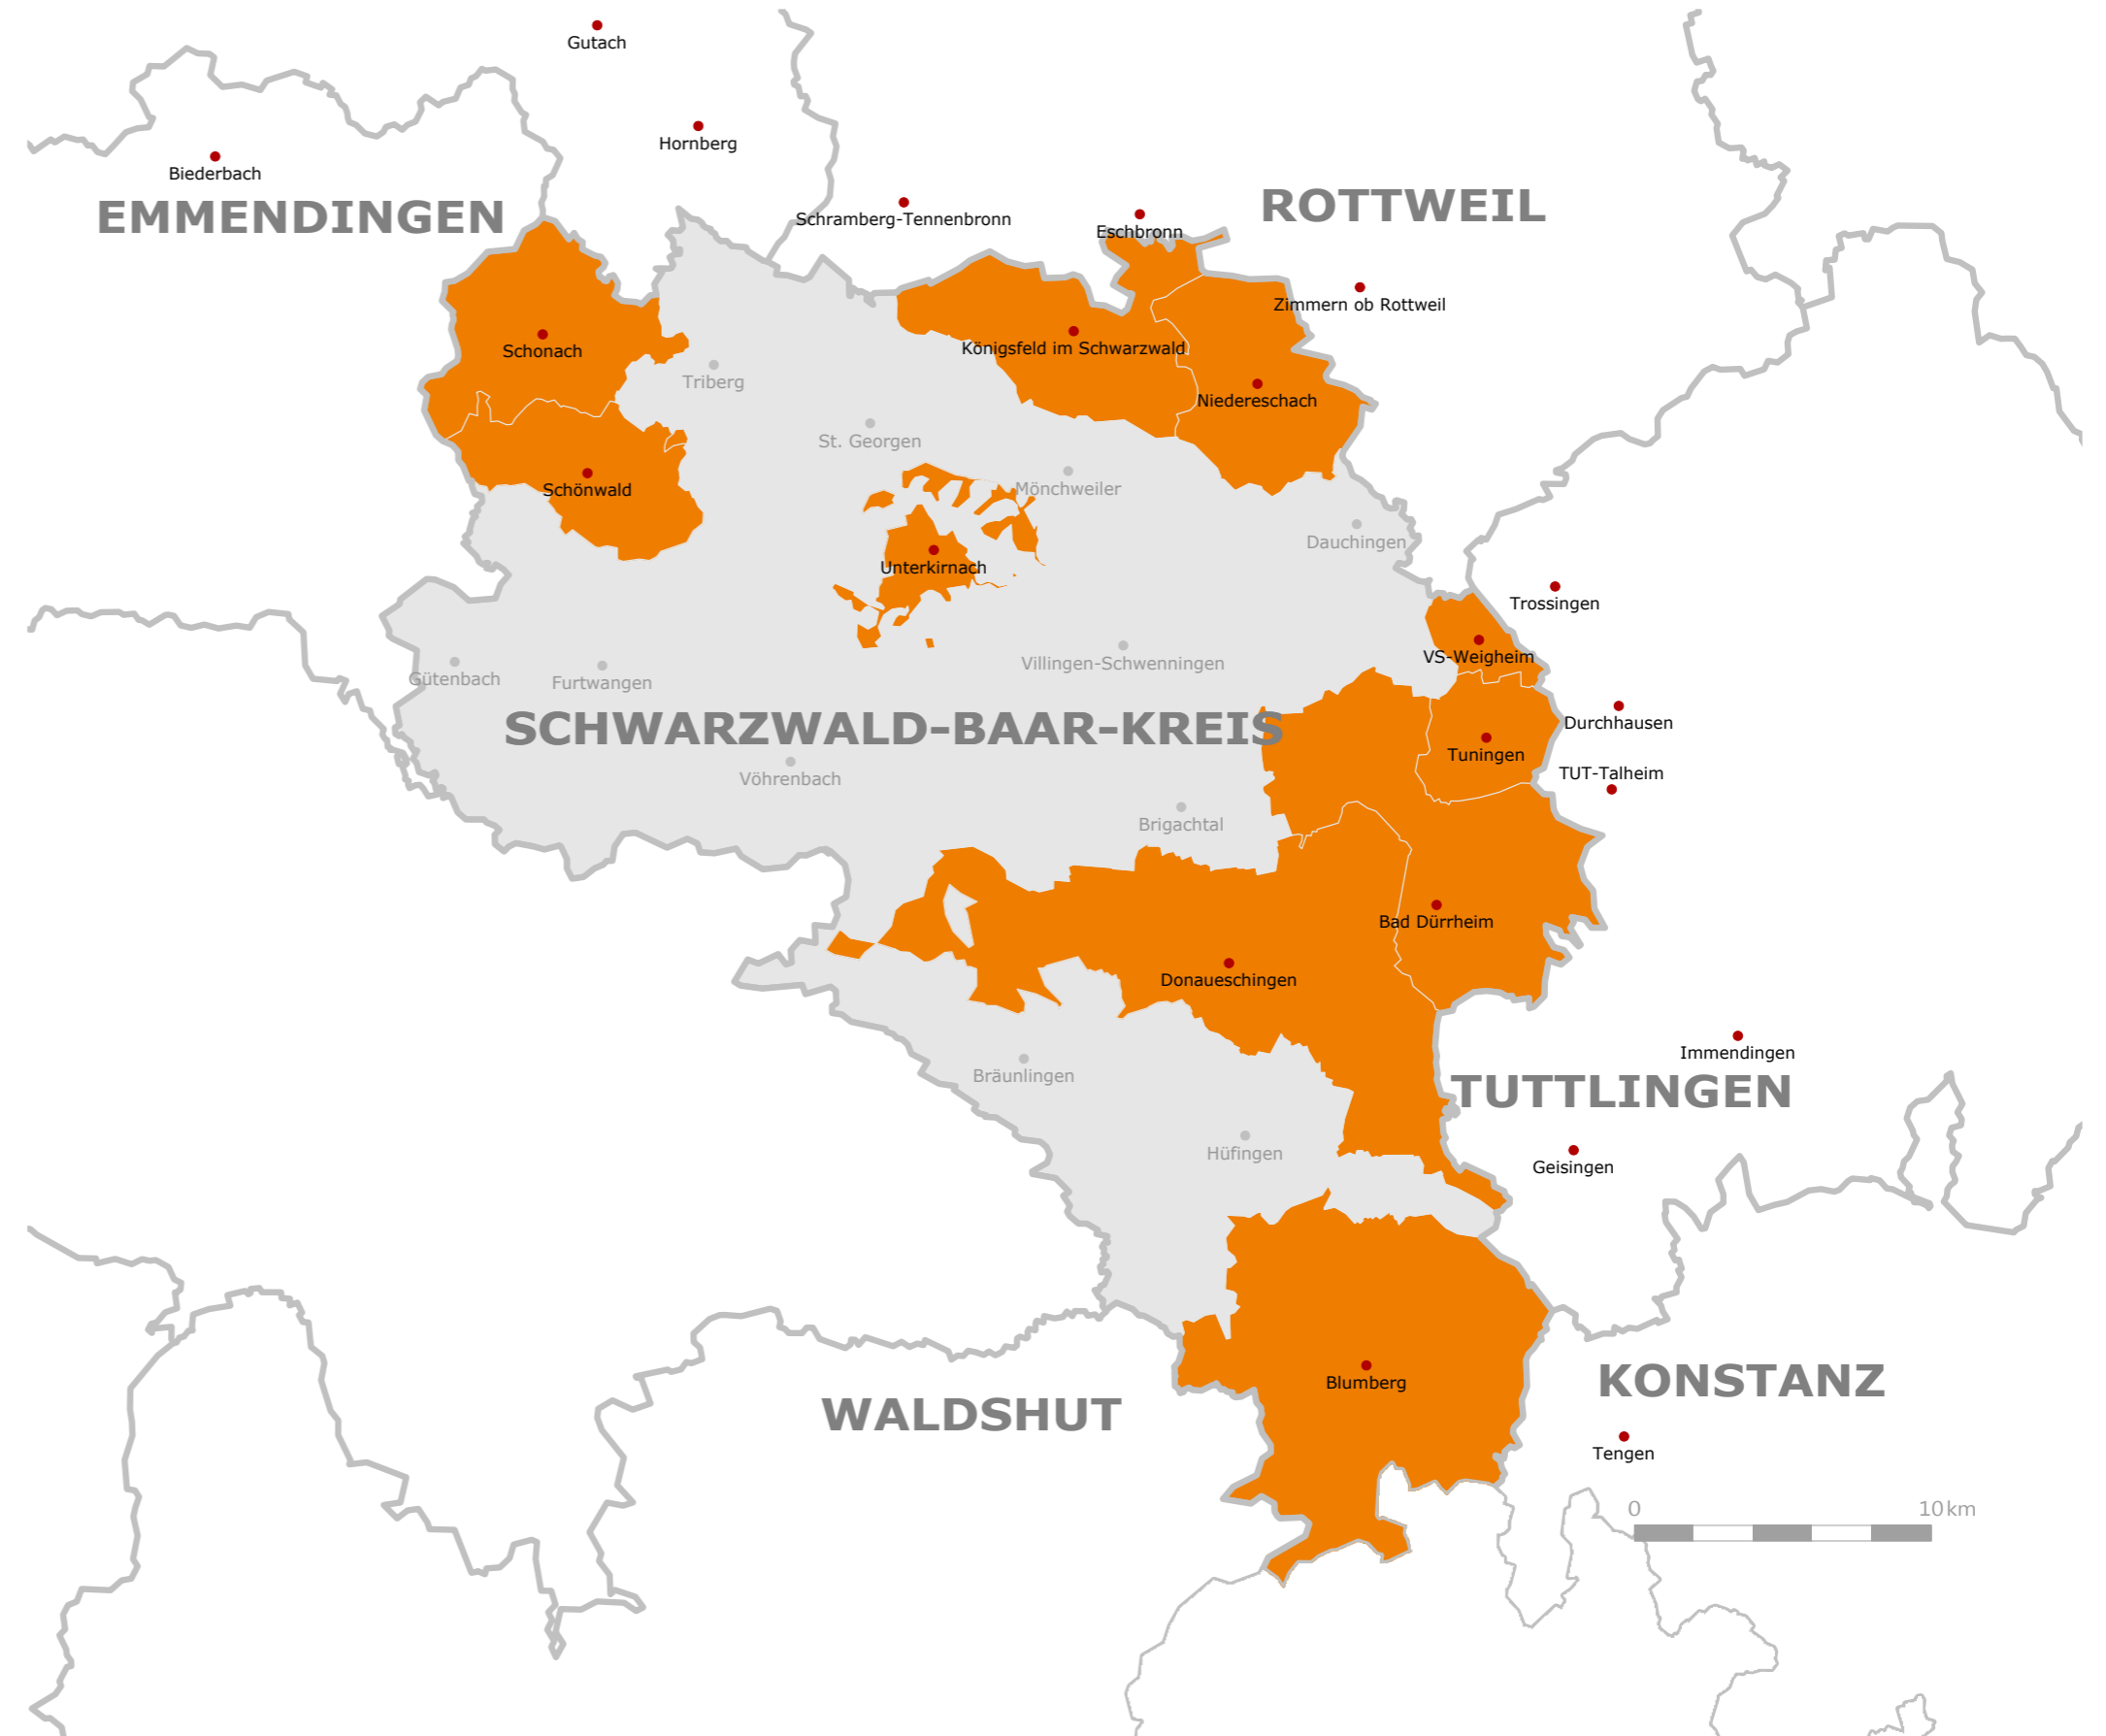 Gutach
Hornberg
Biederbach
EMMENDINGEN
ROTTWEIL
Schramberg-Tennenbronn
Eschbronn
Zimmern ob Rottweil
Schonach
Königsfeld im Schwarzwald
Triberg
Niedereschach
St. Georgen
Schönwald
Mönchweiler
Dauchingen
Unterkirnach
Trossingen
VS-Weigheim
Villingen-Schwenningen
Gütenbach
Furtwangen
SCHWARZWALD-BAAR-KREIS
Durchhausen
Tuningen
TUT-Talheim
Vöhrenbach
Brigachtal
Bad Dürrheim
Donaueschingen
Immendingen
Bräunlingen
TUTTLINGEN
Hüfingen
Geisingen
Blumberg
KONSTANZ
WALDSHUT
Tengen
0 10 km